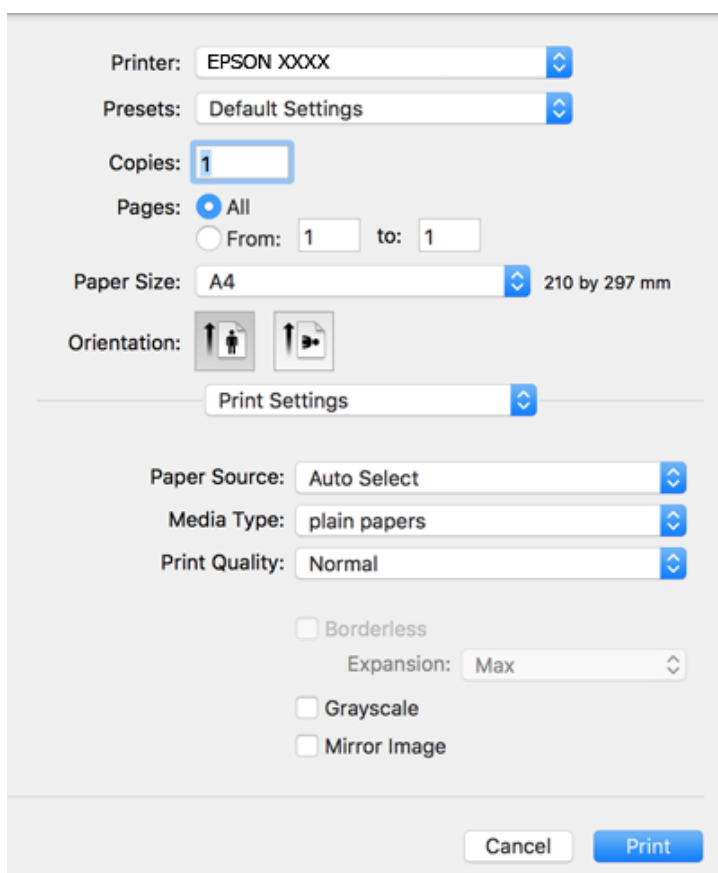 Printer: EPSON XXXX
Presets: Default Settings
Copies: 1
Pages: All
From: 1 to: 1
Paper Size: A4 210 by 297 mm
Orientation:
Print Settings
Paper Source: Auto Select
Media Type: plain papers
Print Quality: Normal
Borderless
Expansion: Max
Grayscale
Mirror Image
Cancel Print